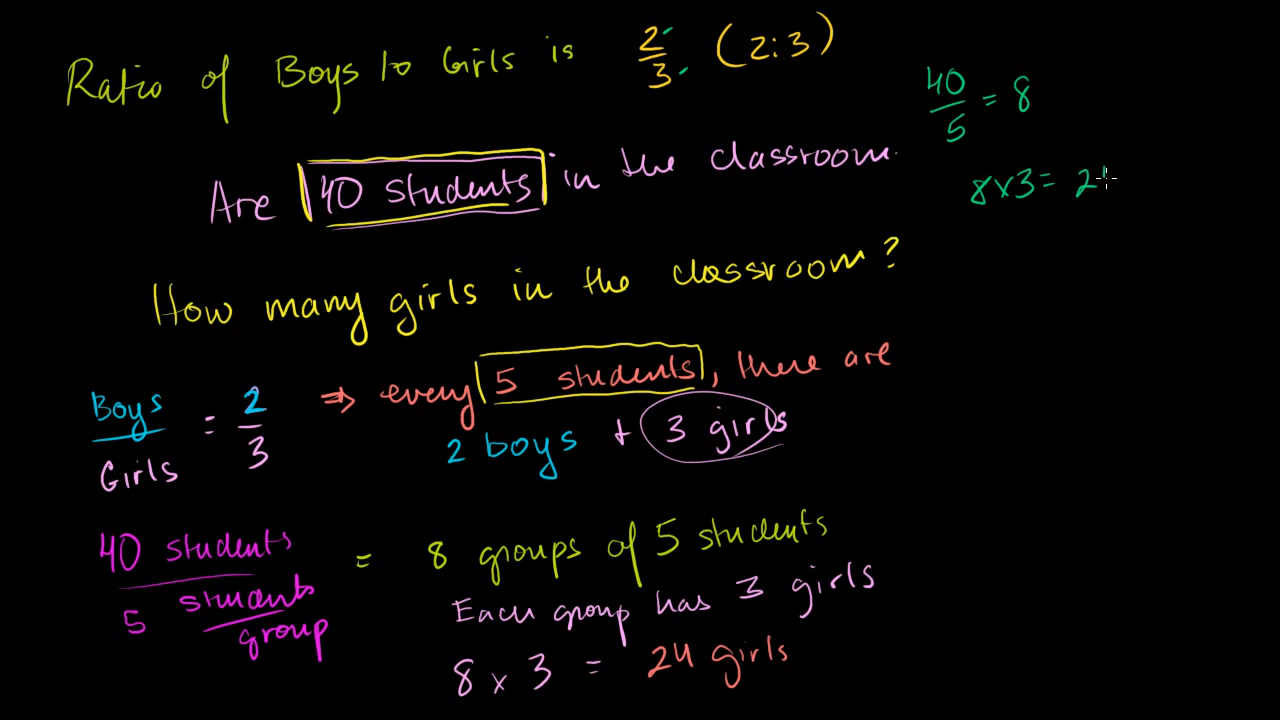 Ratio of Boys to Girls is 2/3 (2:3)
40/5 = 8
Are 40 students in the classroom.
8x3= 24
How many girls in the classroom?
Boys/Girls = 2/3 ⇒ every 5 students, there are
2 boys + 3 girls
40 students / 5 students/group = 8 groups of 5 students
Each group has 3 girls
8 x 3 = 24 girls